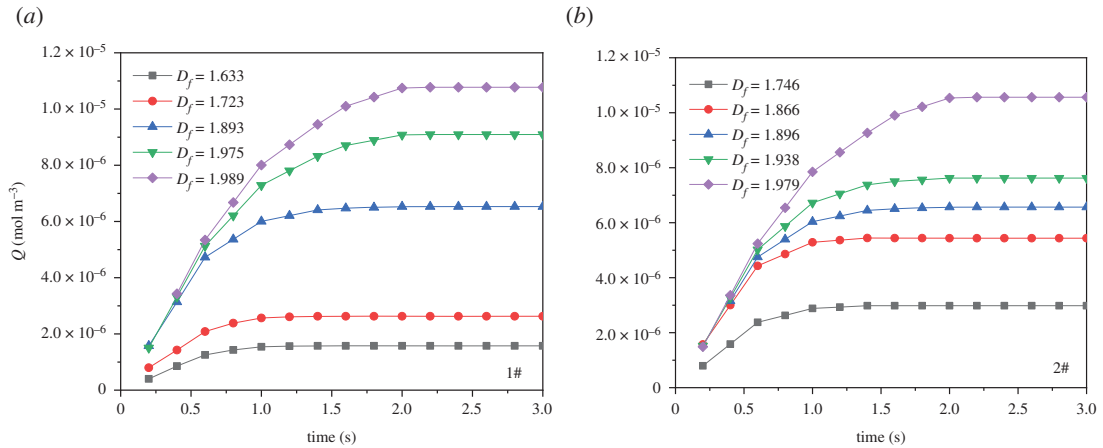 (a)
1.2 × 10⁻⁵
1.0 × 10⁻⁵
8.0 × 10⁻⁶
6.0 × 10⁻⁶
4.0 × 10⁻⁶
2.0 × 10⁻⁶
0
Q (mol m⁻³)
D_f = 1.633
D_f = 1.723
D_f = 1.893
D_f = 1.975
D_f = 1.989
1#
0 0.5 1.0 1.5 2.0 2.5 3.0
time (s)
(b)
1.2 × 10⁻⁵
1.0 × 10⁻⁵
8.0 × 10⁻⁶
6.0 × 10⁻⁶
4.0 × 10⁻⁶
2.0 × 10⁻⁶
0
D_f = 1.746
D_f = 1.866
D_f = 1.896
D_f = 1.938
D_f = 1.979
2#
0 0.5 1.0 1.5 2.0 2.5 3.0
time (s)